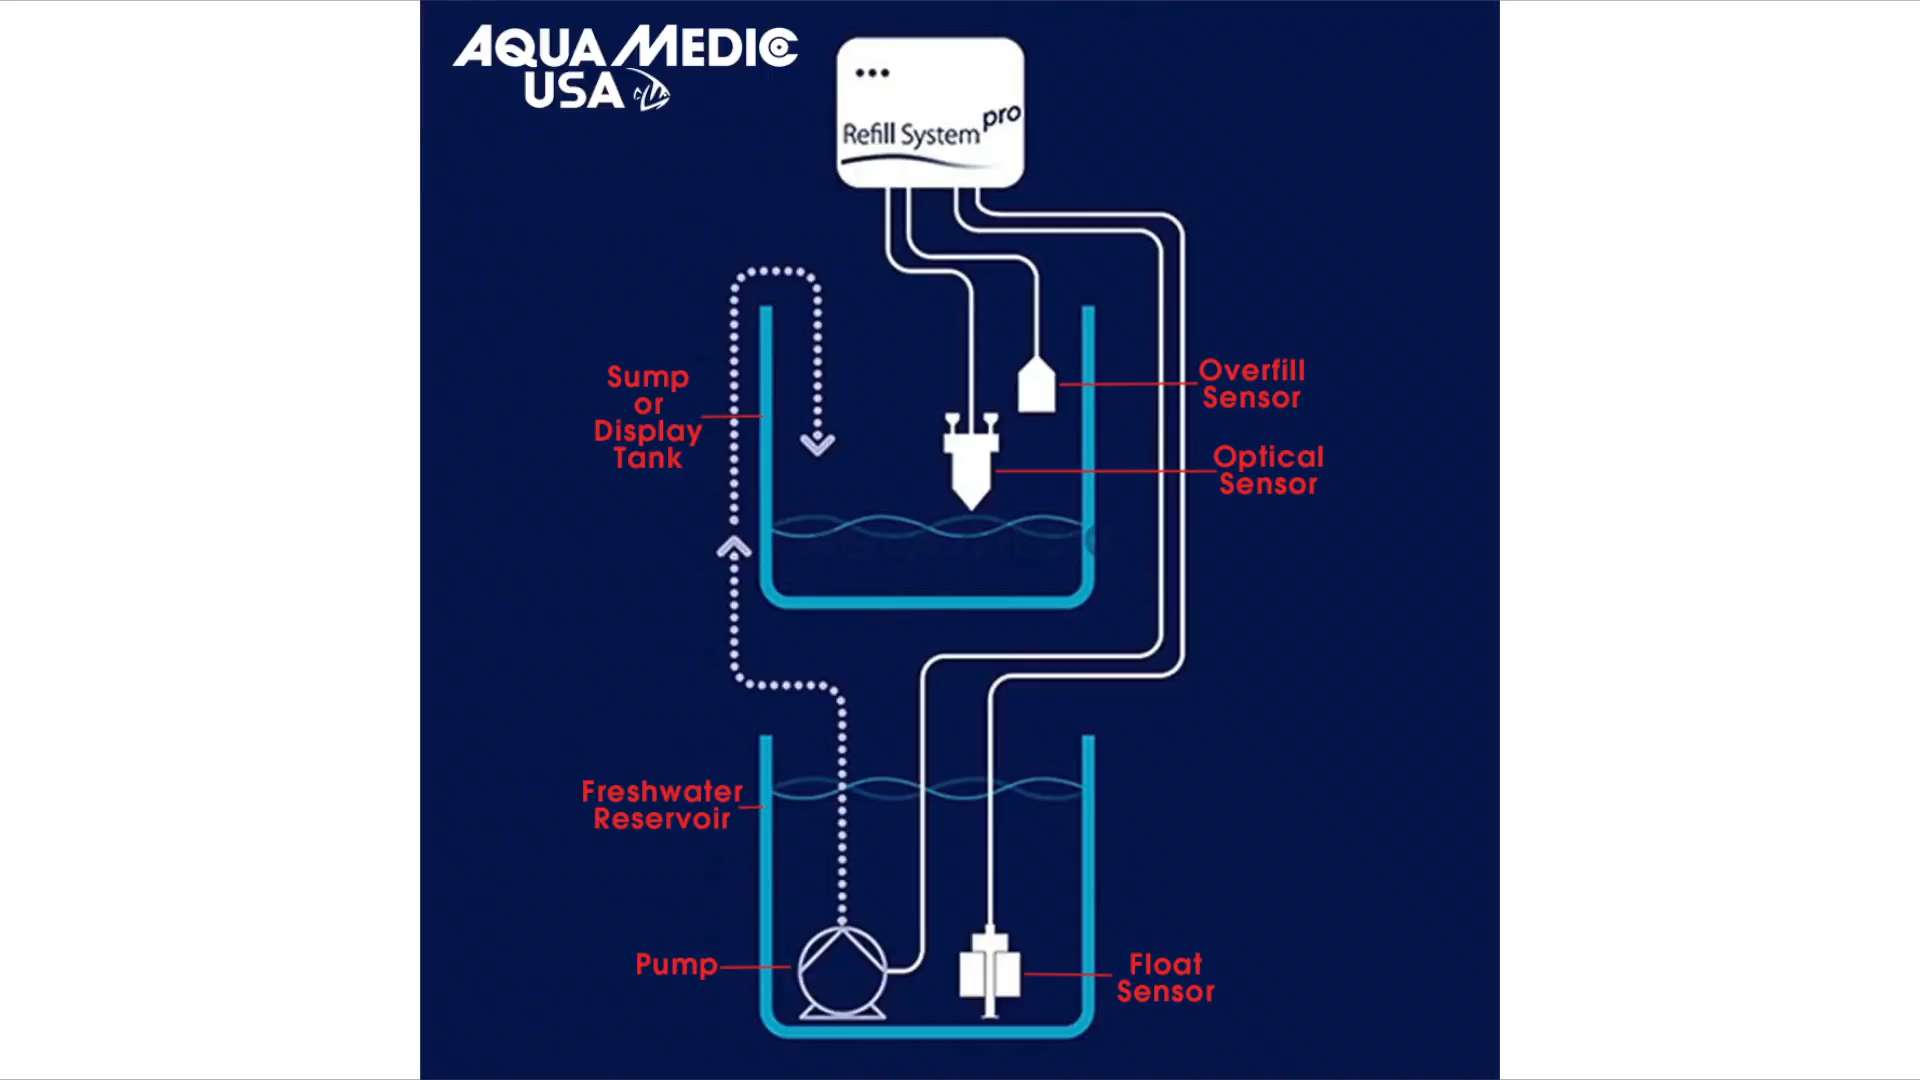 AQUA MEDIC
USA
Refill System pro
Sump
or
Display
Tank
Overfill
Sensor
Optical
Sensor
Freshwater
Reservoir
Pump
Float
Sensor